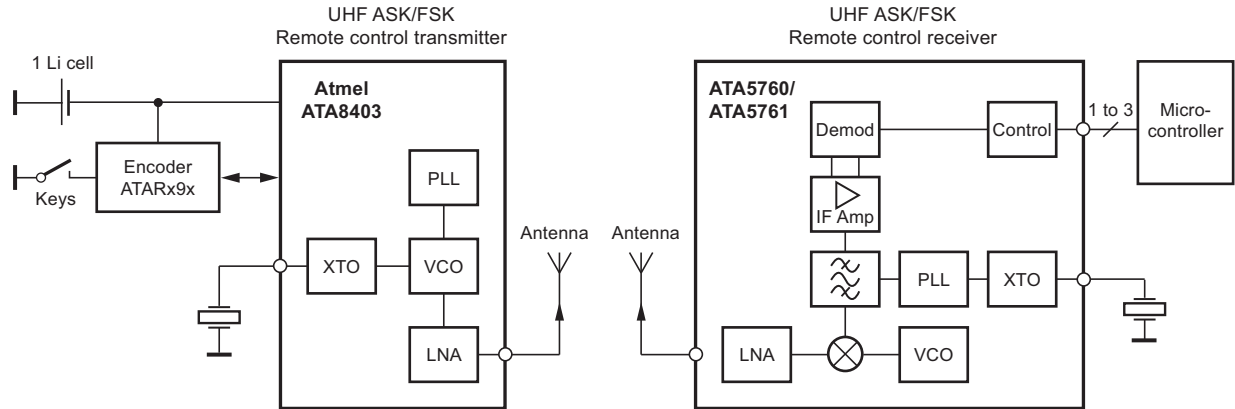 UHF ASK/FSK
Remote control transmitter
1 Li cell
Atmel
ATA8403
Encoder
ATARx9x
Keys
PLL
XTO
VCO
LNA
Antenna
UHF ASK/FSK
Remote control receiver
Antenna
ATA5760/
ATA5761
Demod
Control
1 to 3
Micro-
controller
IF Amp
PLL
XTO
LNA
VCO